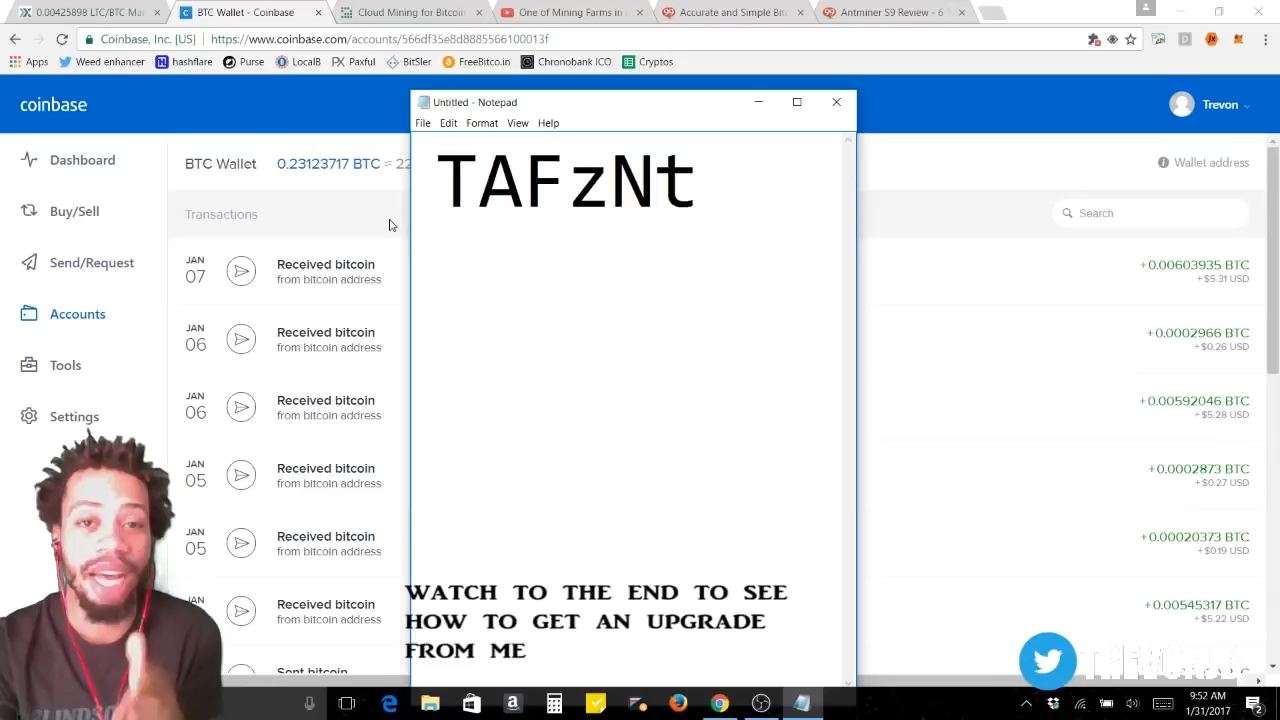 0.00425898 LTC/BTC Ma
BTC Wallet - Coinbase
Cloud Mining for Bitcoin
One of Mining Farms in
Accurate and Simple Bit
Antminer S9 Review - 6
Coinbase, Inc. [US]
https://www.coinbase.com/accounts/566df35e8d8885566100013f
Apps
Weed enhancer
hashflare
Purse
LocalB
Paxful
BitSler
FreeBitco.in
Chronobank ICO
Cryptos
coinbase
Trevon
Untitled - Notepad
File Edit Format View Help
TAFzNt
Dashboard
Buy/Sell
Send/Request
Accounts
Tools
Settings
BTC Wallet 0.23123717 BTC = 22
Wallet address
Transactions
Search
JAN 07
Received bitcoin
from bitcoin address
+0.00603935 BTC
+$5.31 USD
JAN 06
Received bitcoin
from bitcoin address
+0.0002966 BTC
+$0.26 USD
JAN 06
Received bitcoin
from bitcoin address
+0.00592046 BTC
+$5.28 USD
JAN 05
Received bitcoin
from bitcoin address
+0.0002873 BTC
+$0.27 USD
JAN 05
Received bitcoin
from bitcoin address
+0.00020373 BTC
+$0.19 USD
JAN
Received bitcoin
from bitcoin address
+0.00545317 BTC
+$5.22 USD
Sent bitcoin
WATCH TO THE END TO SEE
HOW TO GET AN UPGRADE
FROM ME
9:52 AM
1/31/2017